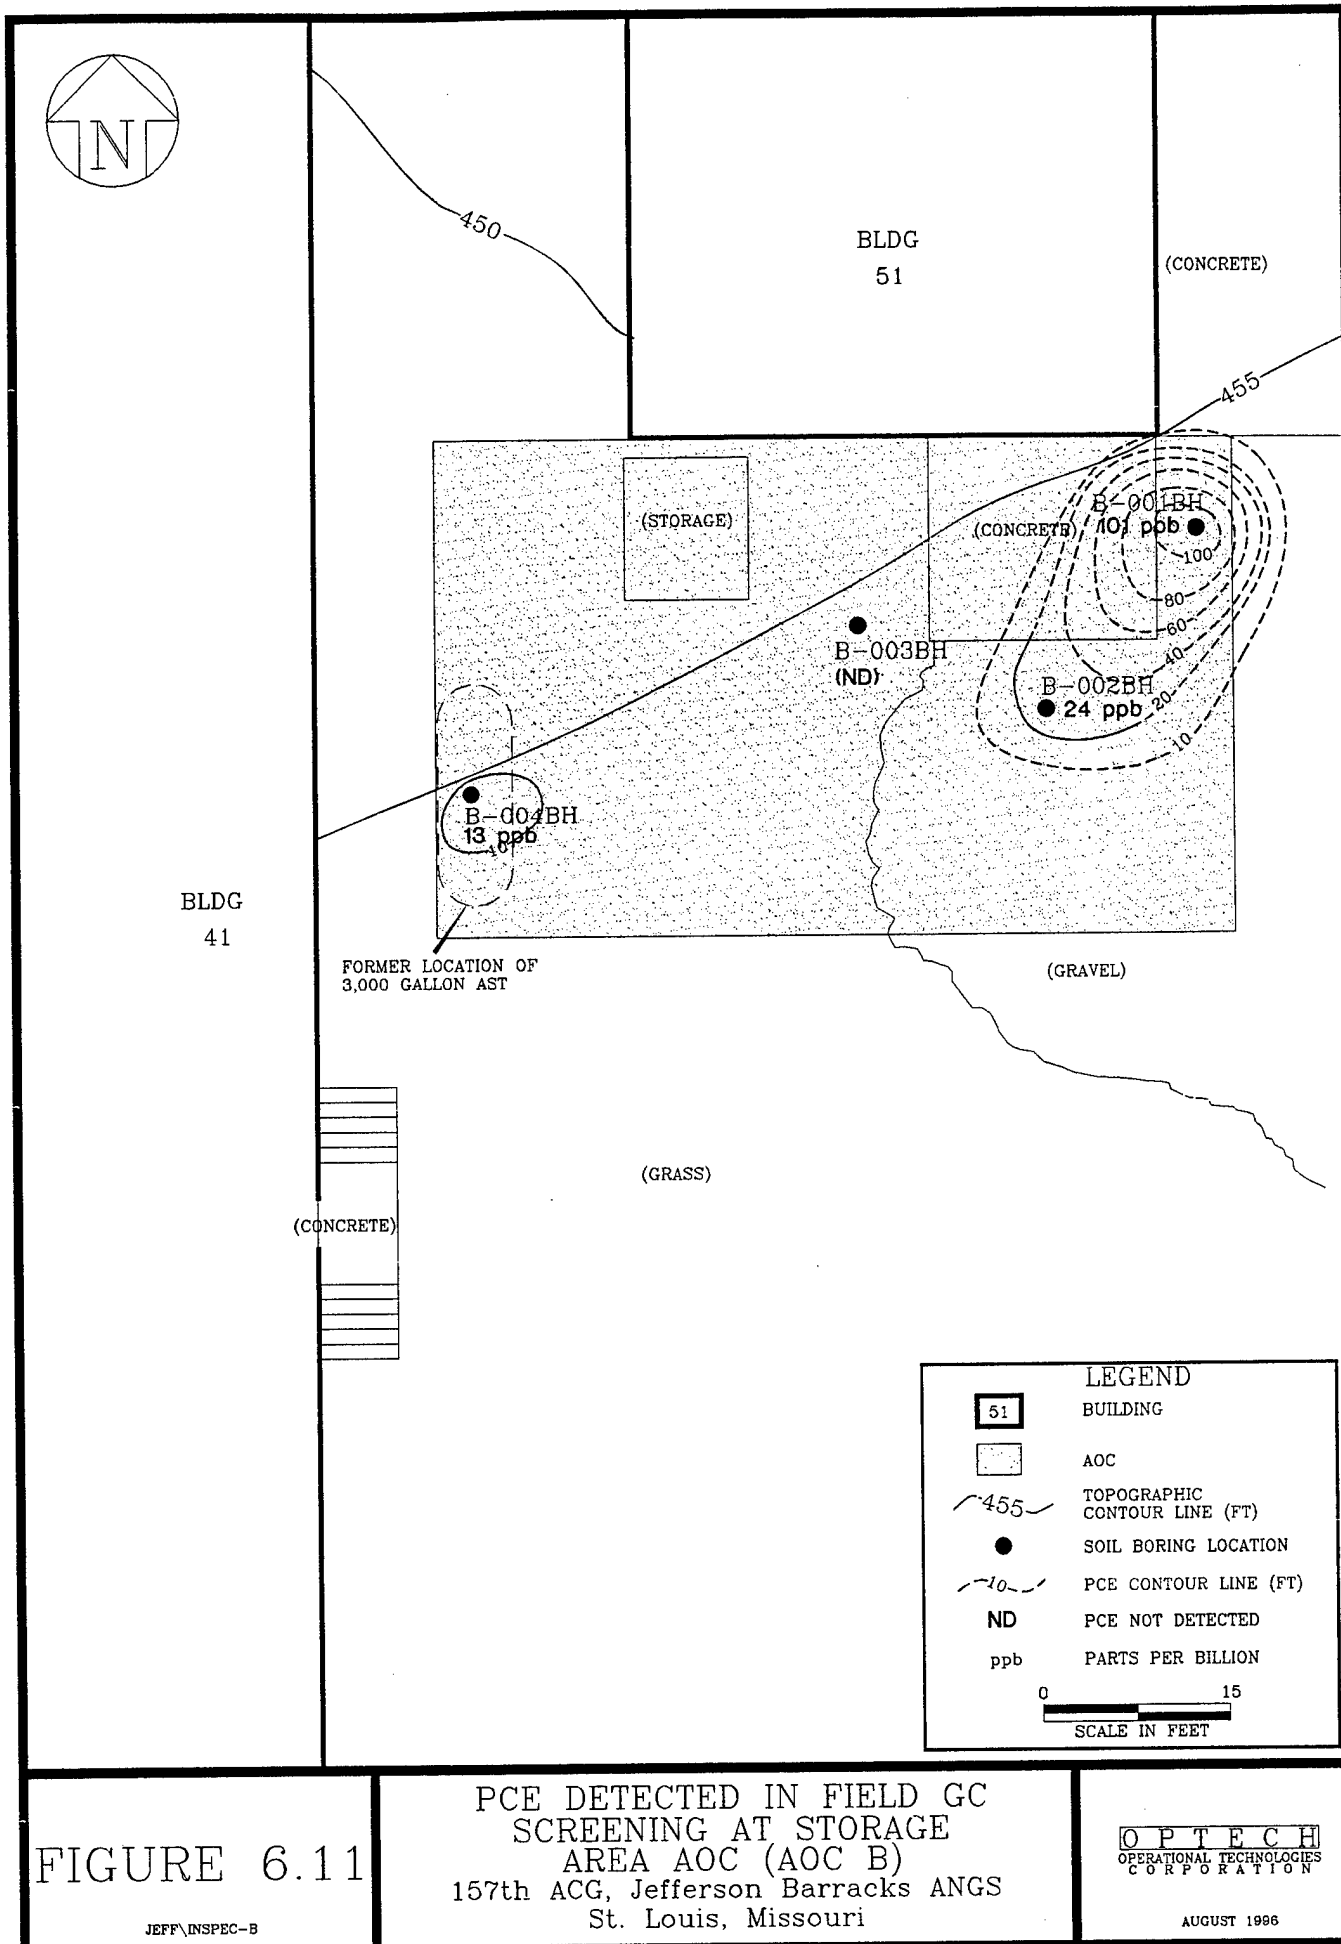 N
450
BLDG
51
(CONCRETE)
455
(STORAGE)
(CONCRETE)
B-001BH
101 ppb
100
80
60
40
20
10
B-003BH
(ND)
B-002BH
24 ppb
B-004BH
13 ppb
10
BLDG
41
FORMER LOCATION OF
3,000 GALLON AST
(GRAVEL)
(GRASS)
(CONCRETE)
LEGEND
51 BUILDING
AOC
455 TOPOGRAPHIC
CONTOUR LINE (FT)
SOIL BORING LOCATION
10 PCE CONTOUR LINE (FT)
ND PCE NOT DETECTED
ppb PARTS PER BILLION
0 15
SCALE IN FEET
FIGURE 6.11
JEFF\INSPEC-B
PCE DETECTED IN FIELD GC
SCREENING AT STORAGE
AREA AOC (AOC B)
157th ACG, Jefferson Barracks ANGS
St. Louis, Missouri
OPTECH
OPERATIONAL TECHNOLOGIES
CORPORATION
AUGUST 1996